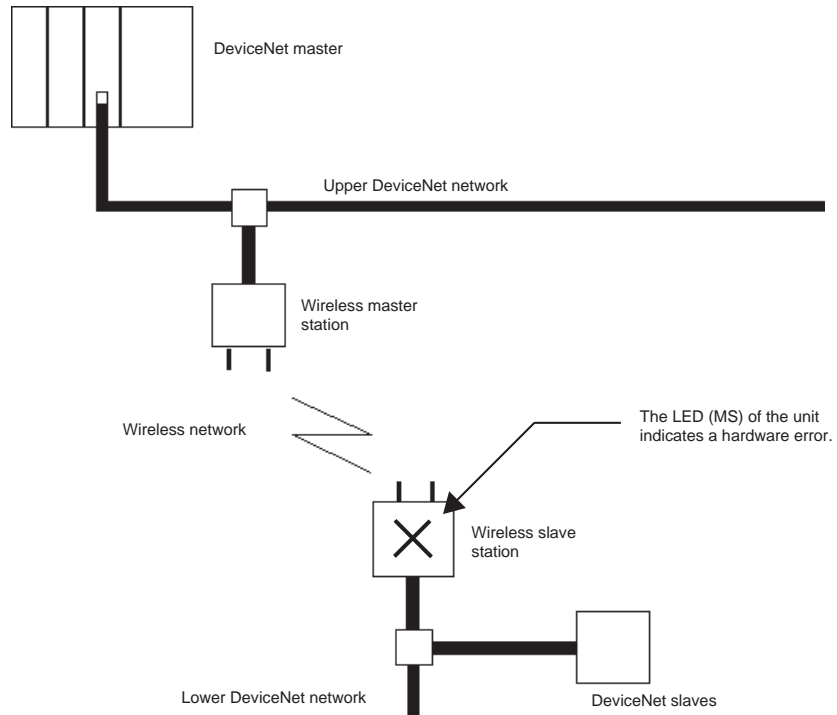 DeviceNet master
Upper DeviceNet network
Wireless master
station
Wireless network
The LED (MS) of the unit
indicates a hardware error.
Wireless slave
station
Lower DeviceNet network
DeviceNet slaves